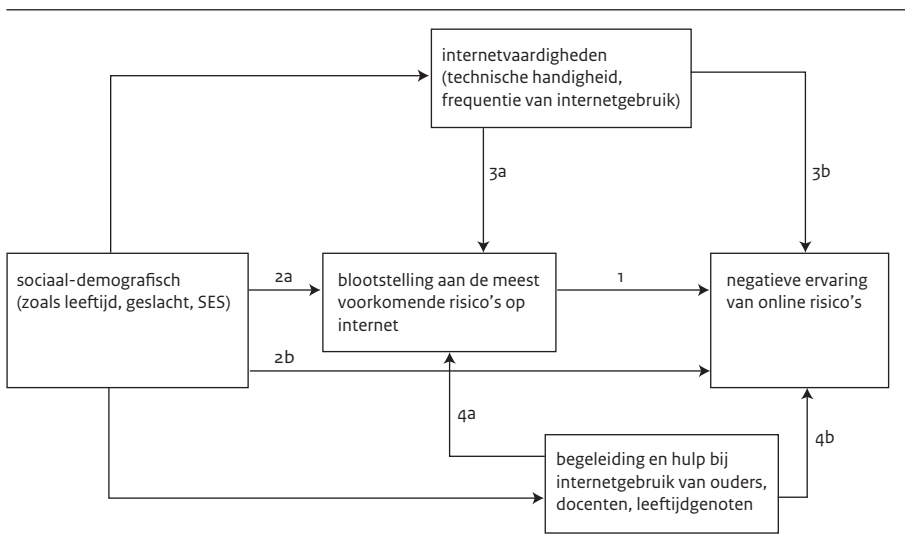 internetvaardigheden
(technische handigheid,
frequentie van internetgebruik)
3a
3b
sociaal-demografisch
(zoals leeftijd, geslacht, SES)
2a
blootstelling aan de meest
voorkomende risico's op
internet
1
negatieve ervaring
van online risico's
2b
4a
4b
begeleiding en hulp bij
internetgebruik van ouders,
docenten, leeftijdgenoten